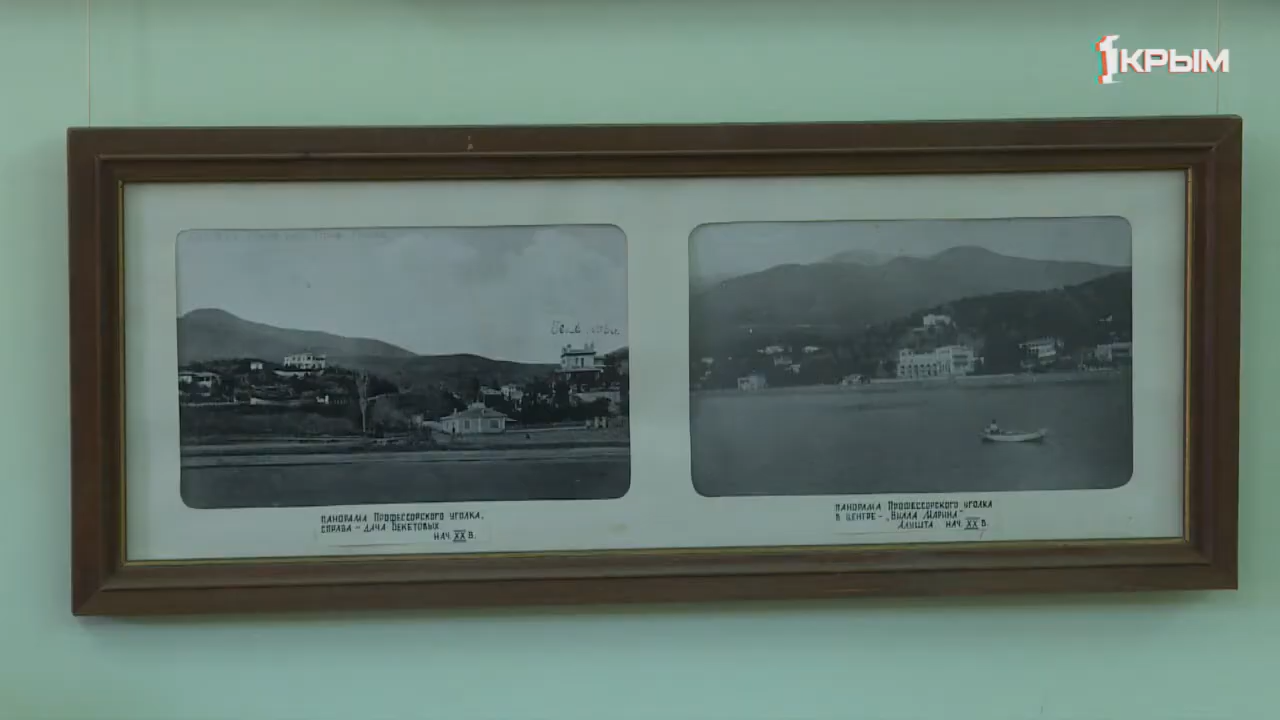 1КРЫМ
ПАНОРАМА ПРОФЕССОРСКОГО УГОЛКА,
СПРАВА - ДАЧА БЕКЕТОВЫХ
НАЧ. XX В.
ПАНОРАМА ПРОФЕССОРСКОГО УГОЛКА
В ЦЕНТРЕ - „ВИЛЛА МАРИНА"
АЛУШТА НАЧ. XX В.